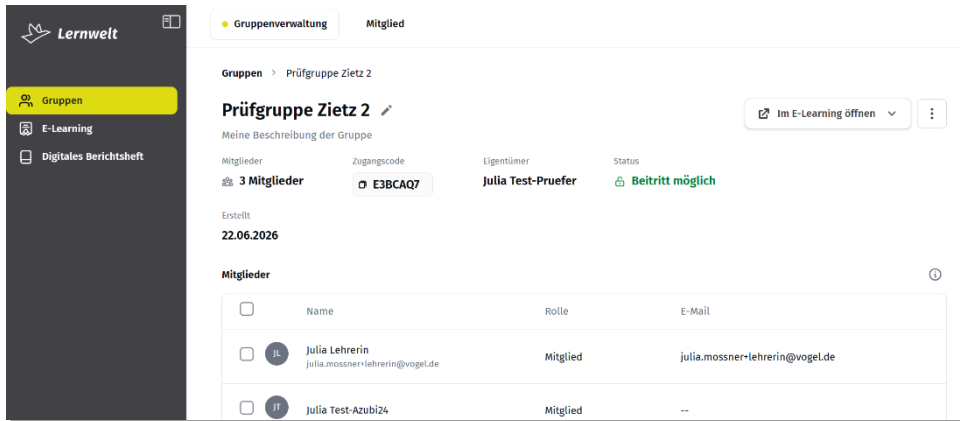 Lernwelt
Gruppen
E-Learning
Digitales Berichtsheft
Gruppenverwaltung Mitglied
Gruppen > Prüfgruppe Zietz 2
Prüfgruppe Zietz 2
Im E-Learning öffnen
Meine Beschreibung der Gruppe
Mitglieder Zugangscode Eigentümer Status
3 Mitglieder E3BCAQ7 Julia Test-Pruefer Beitritt möglich
Erstellt
22.06.2026
Mitglieder
Name Rolle E-Mail
JL Julia Lehrerin Mitglied julia.mossner+lehrerin@vogel.de
julia.mossner+lehrerin@vogel.de
JT Julia Test-Azubi24 Mitglied --